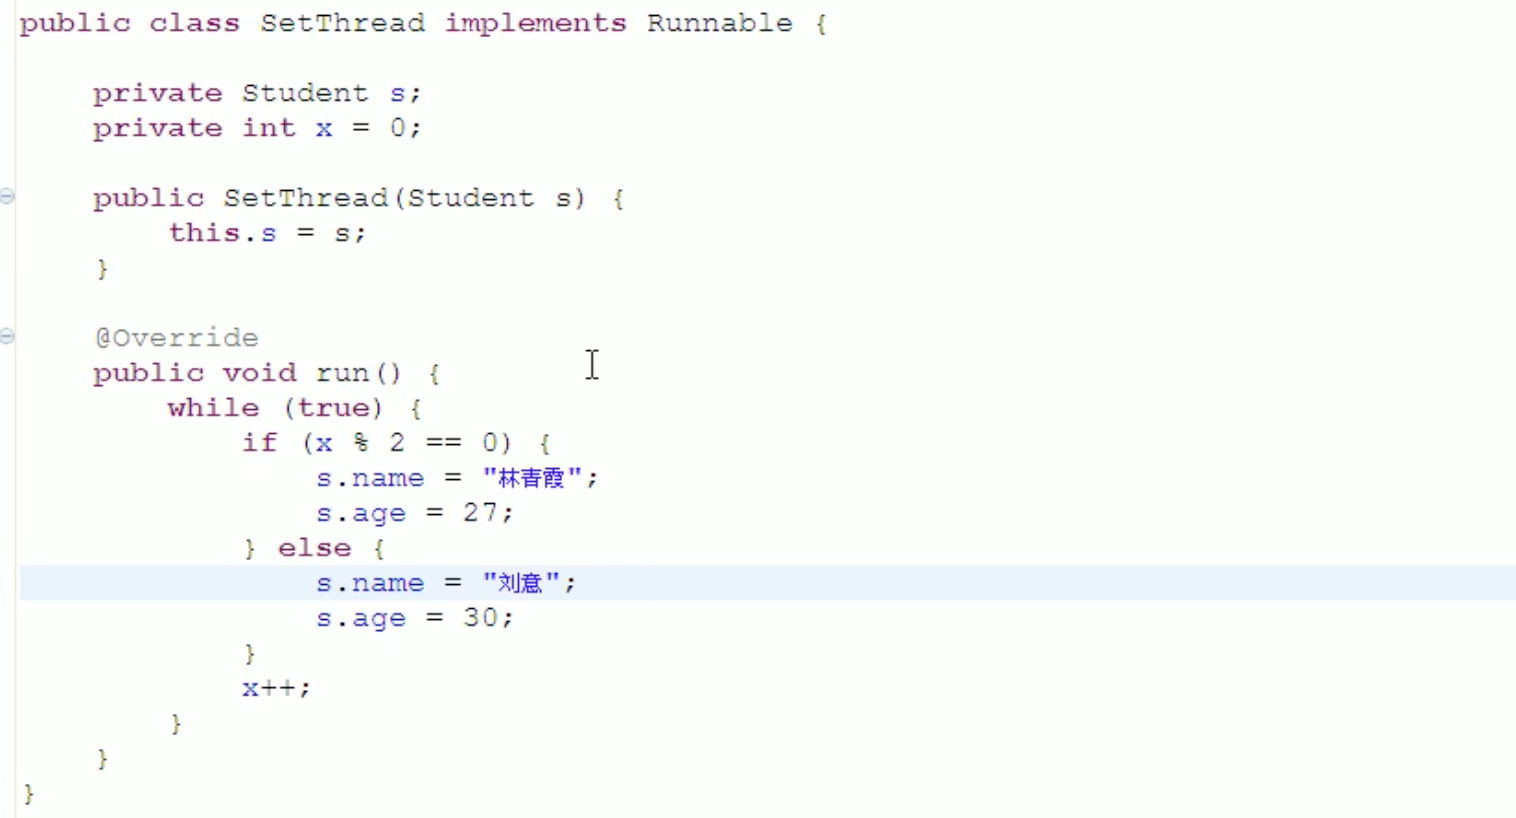 public class SetThread implements Runnable {
private Student s;
private int x = 0;
public SetThread(Student s) {
this.s = s;
}
@Override
public void run() {
while (true) {
if (x % 2 == 0) {
s.name = "林青霞";
s.age = 27;
} else {
s.name = "刘意";
s.age = 30;
}
x++;
}
}
}